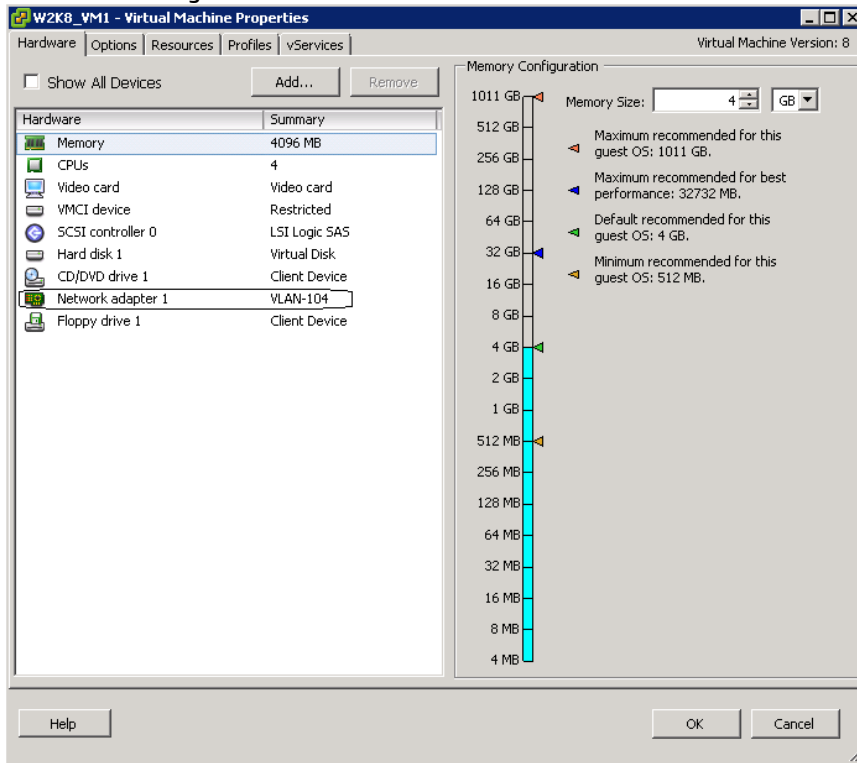 W2K8_VM1 - Virtual Machine Properties
Hardware Options Resources Profiles vServices Virtual Machine Version: 8
Show All Devices Add... Remove
Hardware Summary
Memory 4096 MB
CPUs 4
Video card Video card
VMCI device Restricted
SCSI controller 0 LSI Logic SAS
Hard disk 1 Virtual Disk
CD/DVD drive 1 Client Device
Network adapter 1 VLAN-104
Floppy drive 1 Client Device
Memory Configuration
Memory Size: 4 GB
1011 GB
512 GB
256 GB
128 GB
64 GB
32 GB
16 GB
8 GB
4 GB
2 GB
1 GB
512 MB
256 MB
128 MB
64 MB
32 MB
16 MB
8 MB
4 MB
Maximum recommended for this
guest OS: 1011 GB.
Maximum recommended for best
performance: 32732 MB.
Default recommended for this
guest OS: 4 GB.
Minimum recommended for this
guest OS: 512 MB.
Help OK Cancel